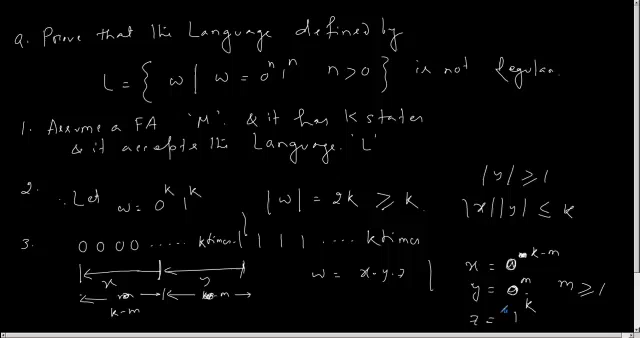 Q. Prove that the Language defined by
L = { w | w = 0^n 1^n n > 0 } is not Regular.
1. Assume a FA 'M' & it has K states
& it accepts the Language 'L'
2. Let w = 0^k 1^k |w| = 2k ≥ k.
|y| ≥ 1
|x||y| ≤ k
3. 0 0 0 0 ..... k times 1 1 1 .... k times
x y
k-m m
w = x.y.z
x = 0^k-m
y = 0^m m ≥ 1
z = 1^k